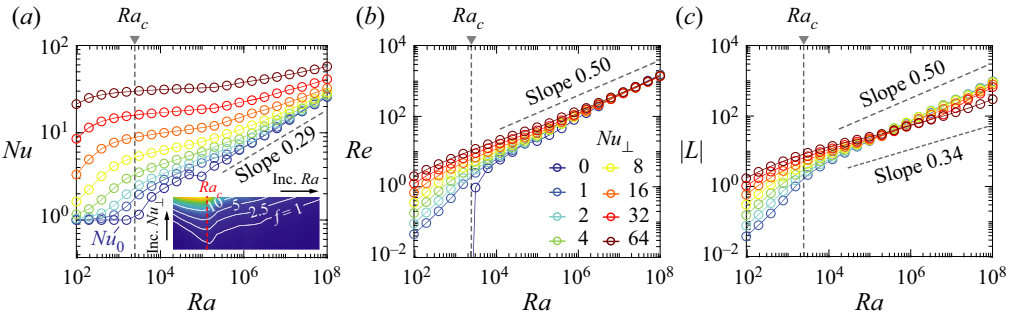 (a)
Ra_c
(b)
Ra_c
(c)
Ra_c
10^2
10^1
10^0
Nu
Slope 0.29
Ra_c
Inc. Ra
Inc. Nu_⊥
10
5
2.5
f = 1
Nu′_0
10^2
10^4
10^6
10^8
Ra
10^4
10^2
10^0
10^−2
Re
Slope 0.50
Nu_⊥
0
8
1
16
2
32
4
64
10^2
10^4
10^6
10^8
Ra
10^4
10^2
10^0
10^−2
|L|
Slope 0.50
Slope 0.34
10^2
10^4
10^6
10^8
Ra